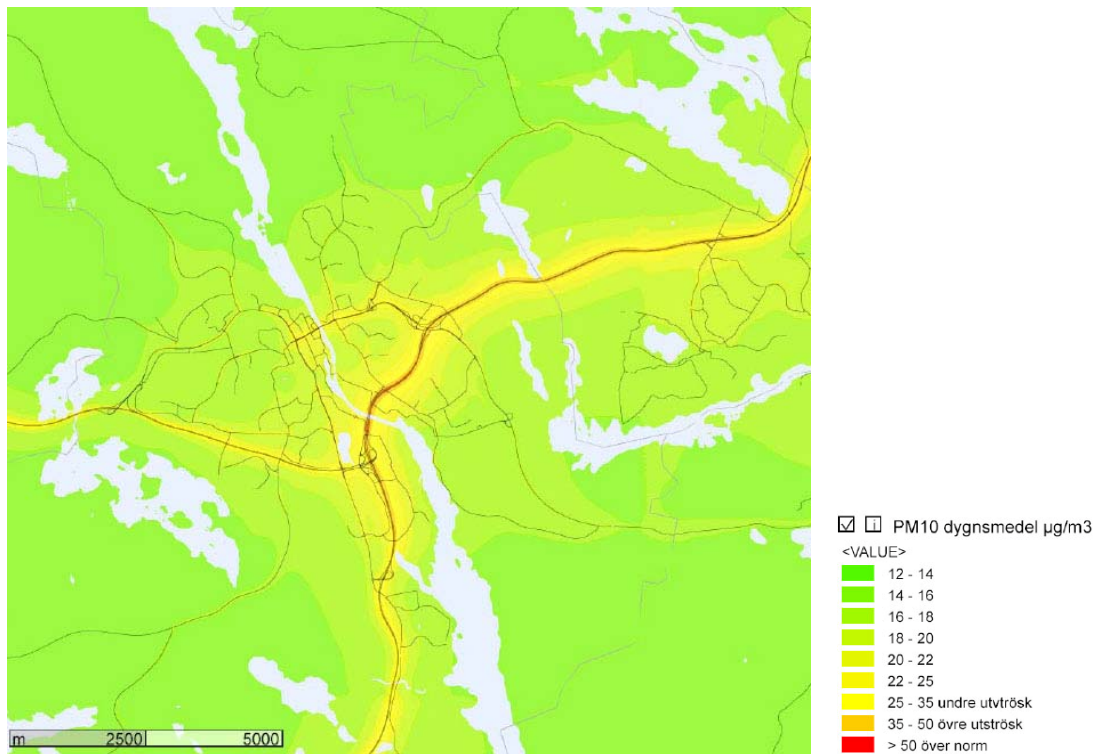 m 2500 5000
PM10 dygnsmedel µg/m3
<VALUE>
12 - 14
14 - 16
16 - 18
18 - 20
20 - 22
22 - 25
25 - 35 undre utvtrösk
35 - 50 övre utströsk
> 50 över norm